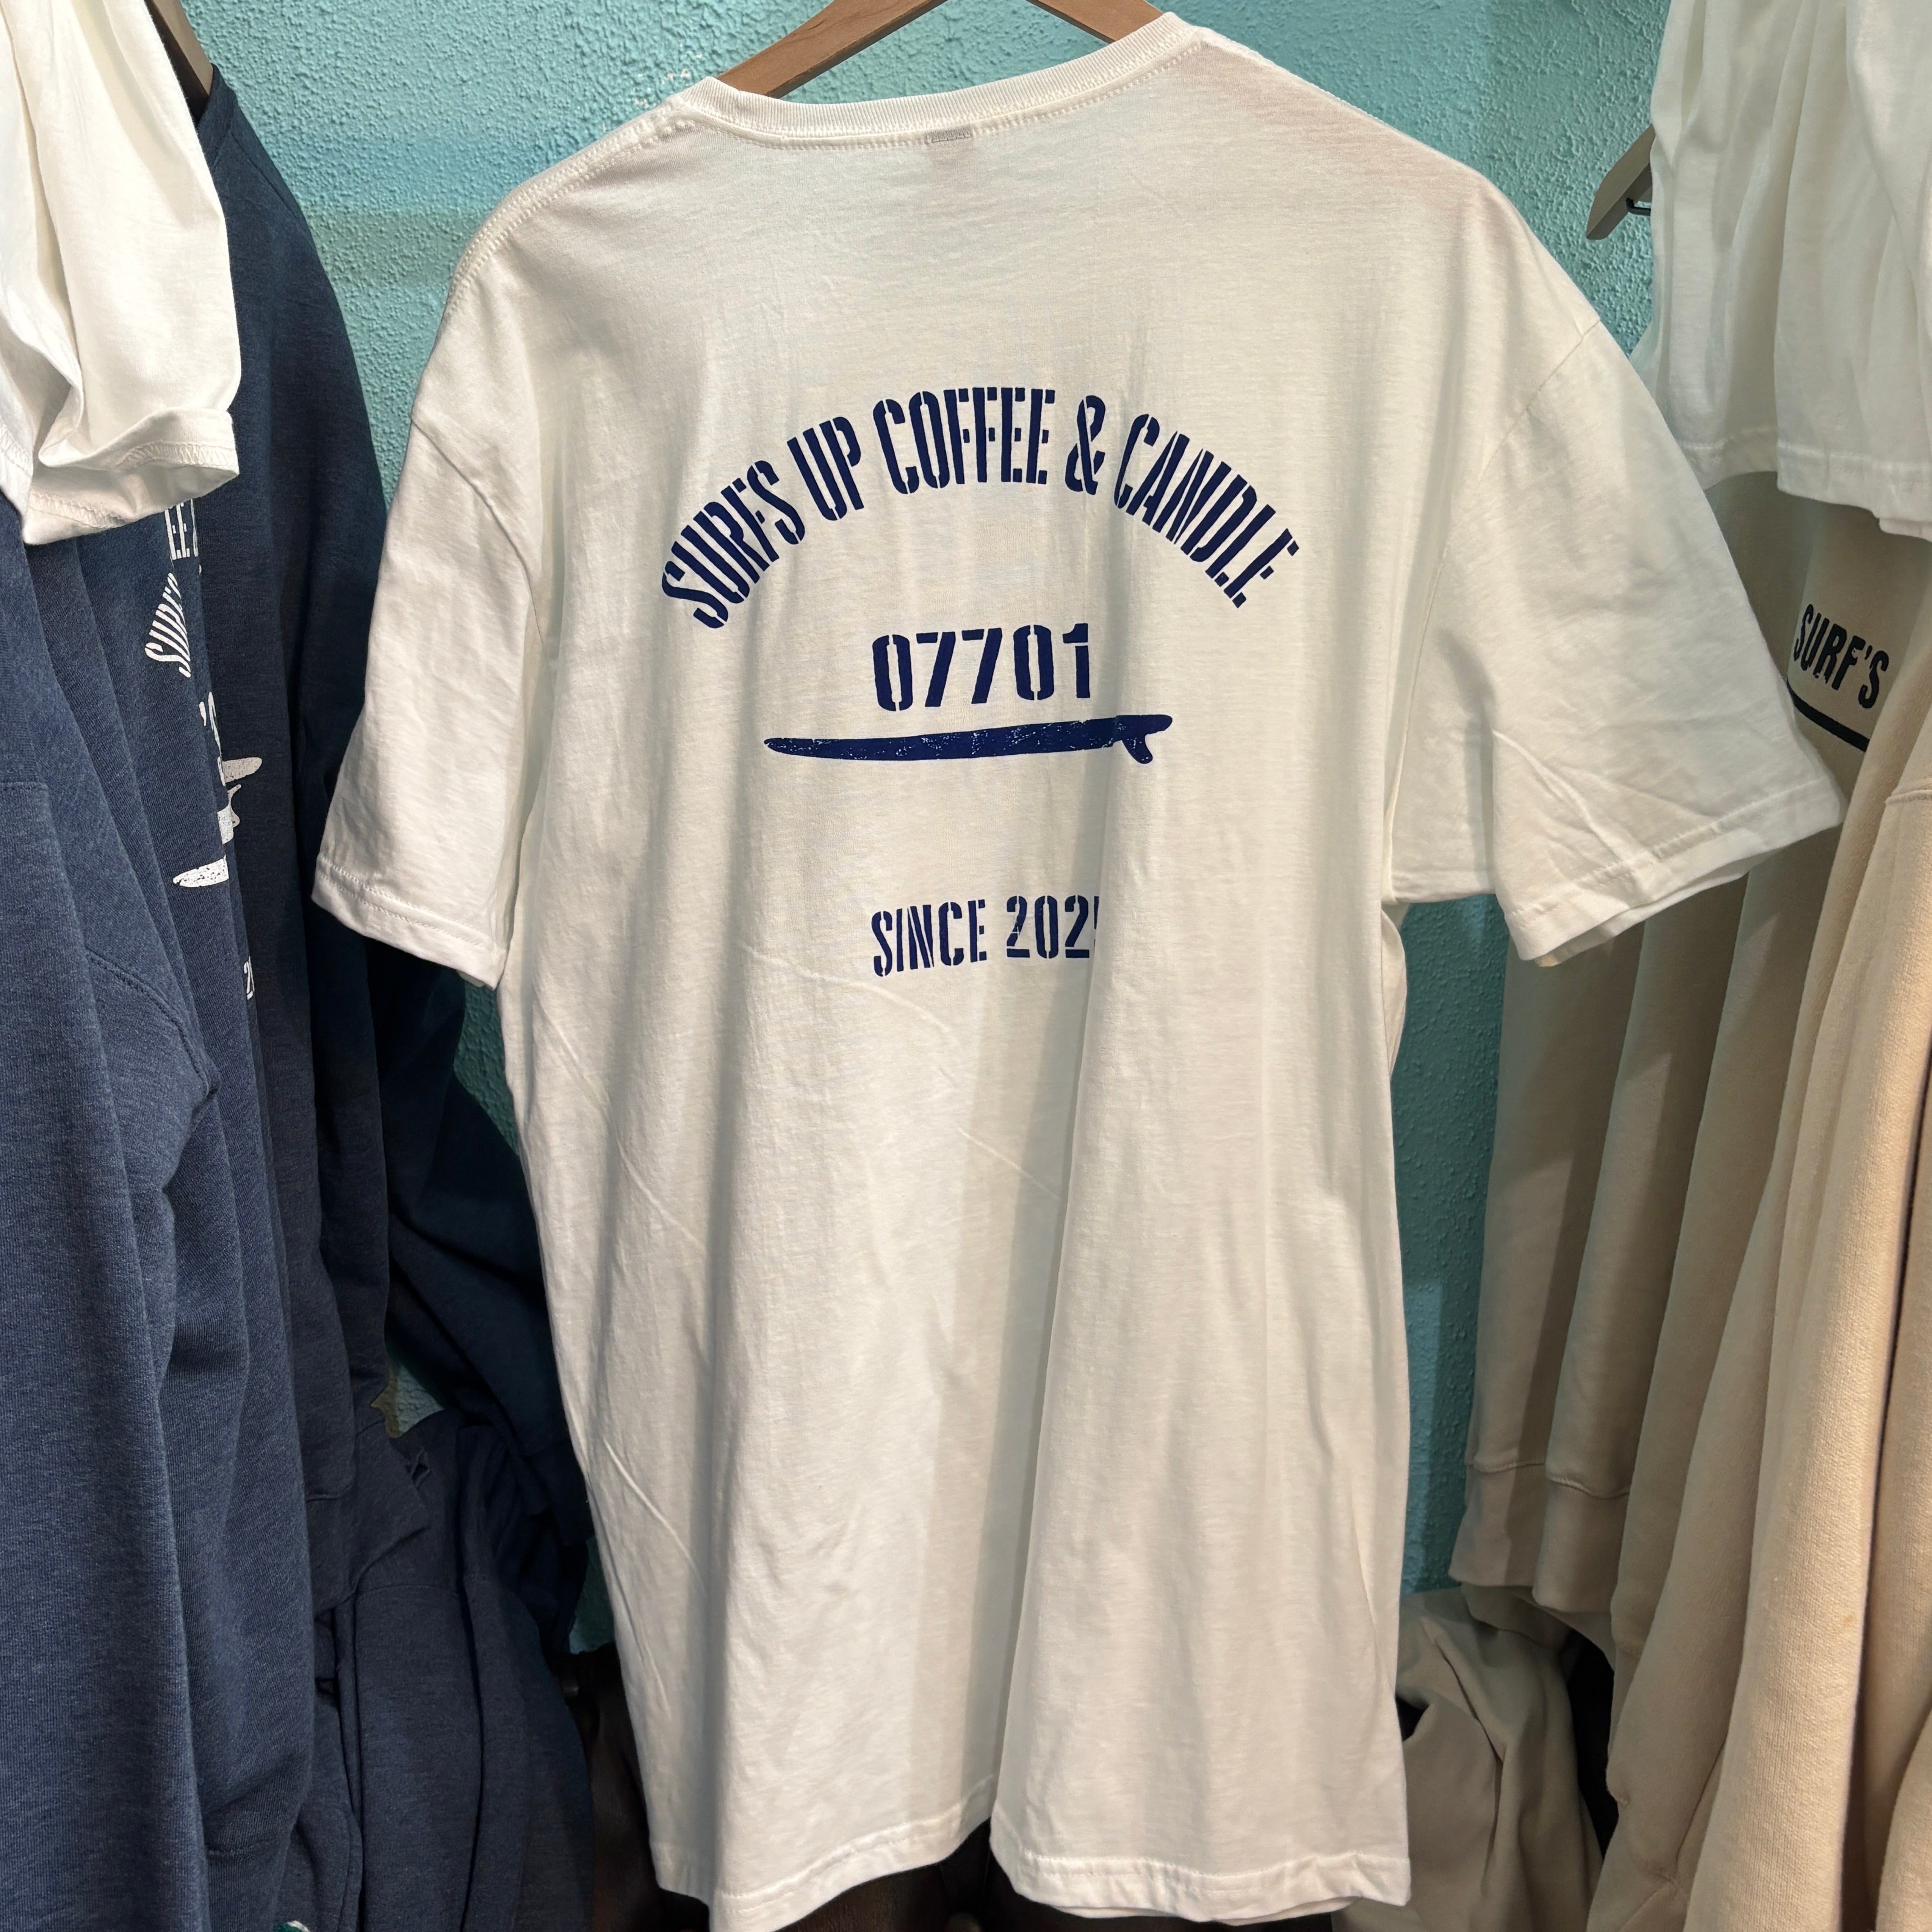 SURFS UP COFFEE & CANDLE
07701
SINCE 2025
SURF'S